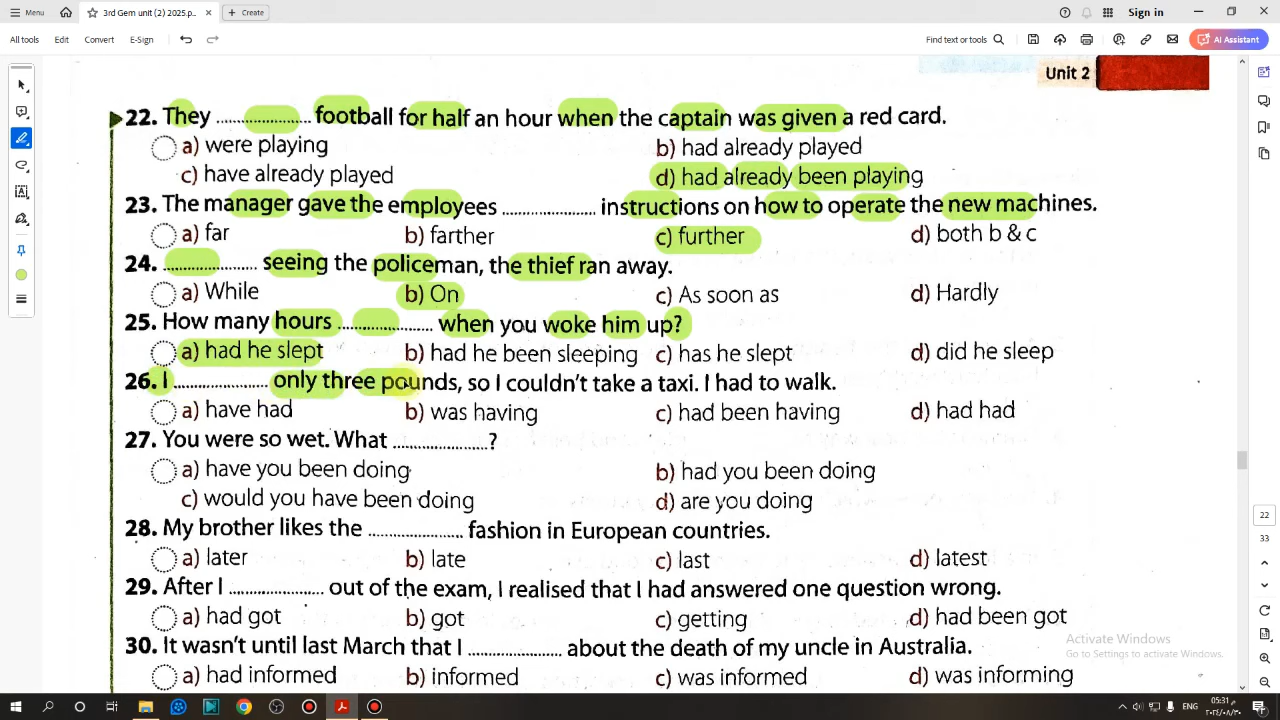 Menu
3rd Gem unit (2) 2025.p...
Create
Sign in
All tools
Edit
Convert
E-Sign
Find text or tools
AI Assistant
Unit 2
22. They .................... football for half an hour when the captain was given a red card.
a) were playing
b) had already played
c) have already played
d) had already been playing
23. The manager gave the employees .................... instructions on how to operate the new machines.
a) far
b) farther
c) further
d) both b & c
24. .................... seeing the policeman, the thief ran away.
a) While
b) On
c) As soon as
d) Hardly
25. How many hours .................... when you woke him up?
a) had he slept
b) had he been sleeping
c) has he slept
d) did he sleep
26. I .................... only three pounds, so I couldn't take a taxi. I had to walk.
a) have had
b) was having
c) had been having
d) had had
27. You were so wet. What ....................?
a) have you been doing
b) had you been doing
c) would you have been doing
d) are you doing
28. My brother likes the .................... fashion in European countries.
a) later
b) late
c) last
d) latest
29. After I .................... out of the exam, I realised that I had answered one question wrong.
a) had got
b) got
c) getting
d) had been got
30. It wasn't until last March that I .................... about the death of my uncle in Australia.
a) had informed
b) informed
c) was informed
d) was informing
22
33
Activate Windows
Go to Settings to activate Windows.
ENG
05:31